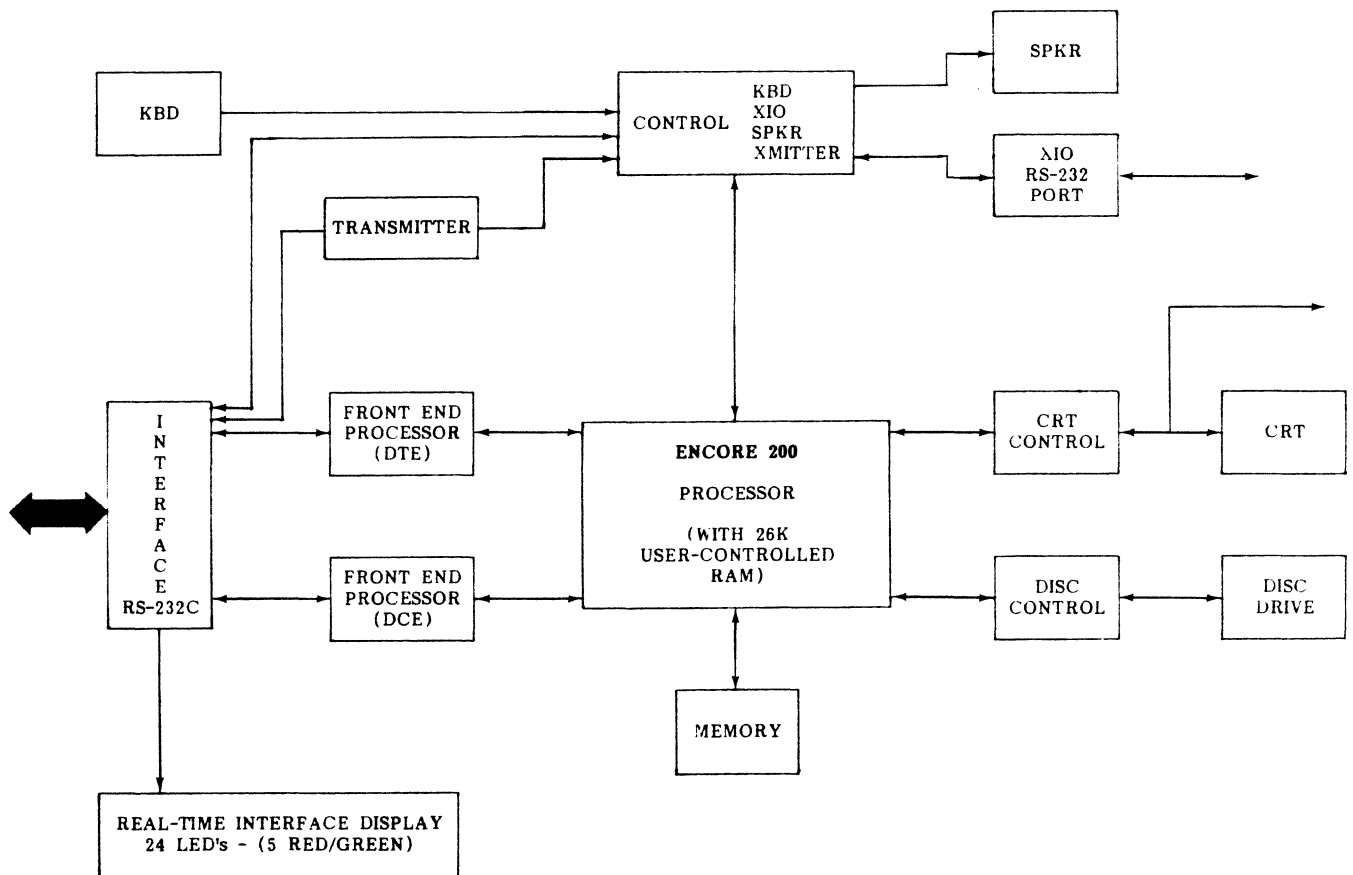 SPKR
KBD
CONTROL
KBD
XIO
SPKR
XMITTER
XIO
RS-232
PORT
TRANSMITTER
INTERFACE
RS-232C
FRONT END
PROCESSOR
(DTE)
ENCORE 200
PROCESSOR
(WITH 26K
USER-CONTROLLED
RAM)
CRT
CONTROL
CRT
FRONT END
PROCESSOR
(DCE)
DISC
CONTROL
DISC
DRIVE
MEMORY
REAL-TIME INTERFACE DISPLAY
24 LED's - (5 RED/GREEN)